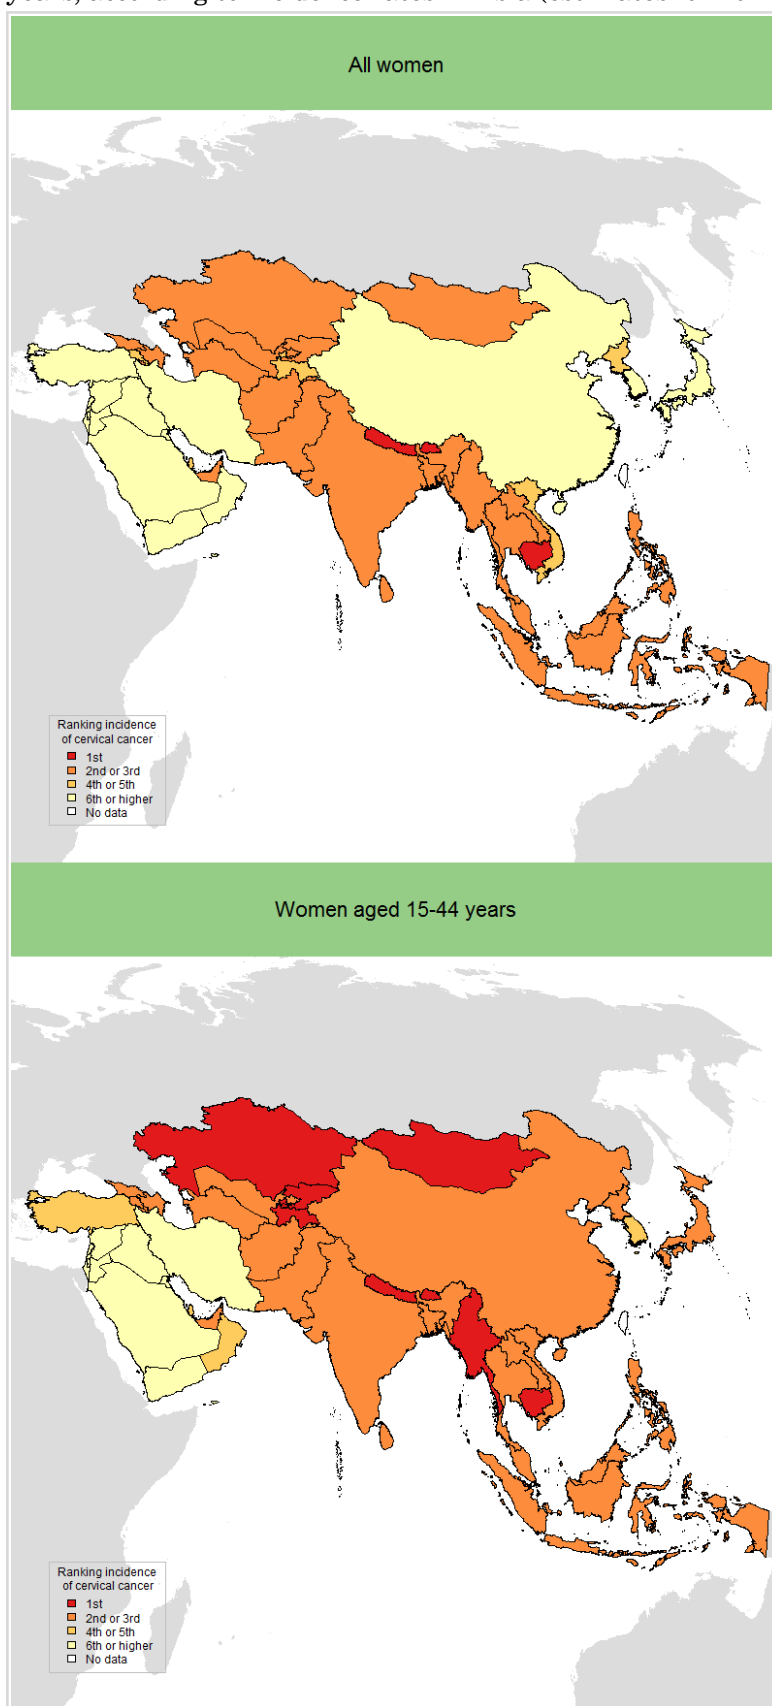 All women
Ranking incidence
of cervical cancer
1st
2nd or 3rd
4th or 5th
6th or higher
No data
Women aged 15-44 years
Ranking incidence
of cervical cancer
1st
2nd or 3rd
4th or 5th
6th or higher
No data